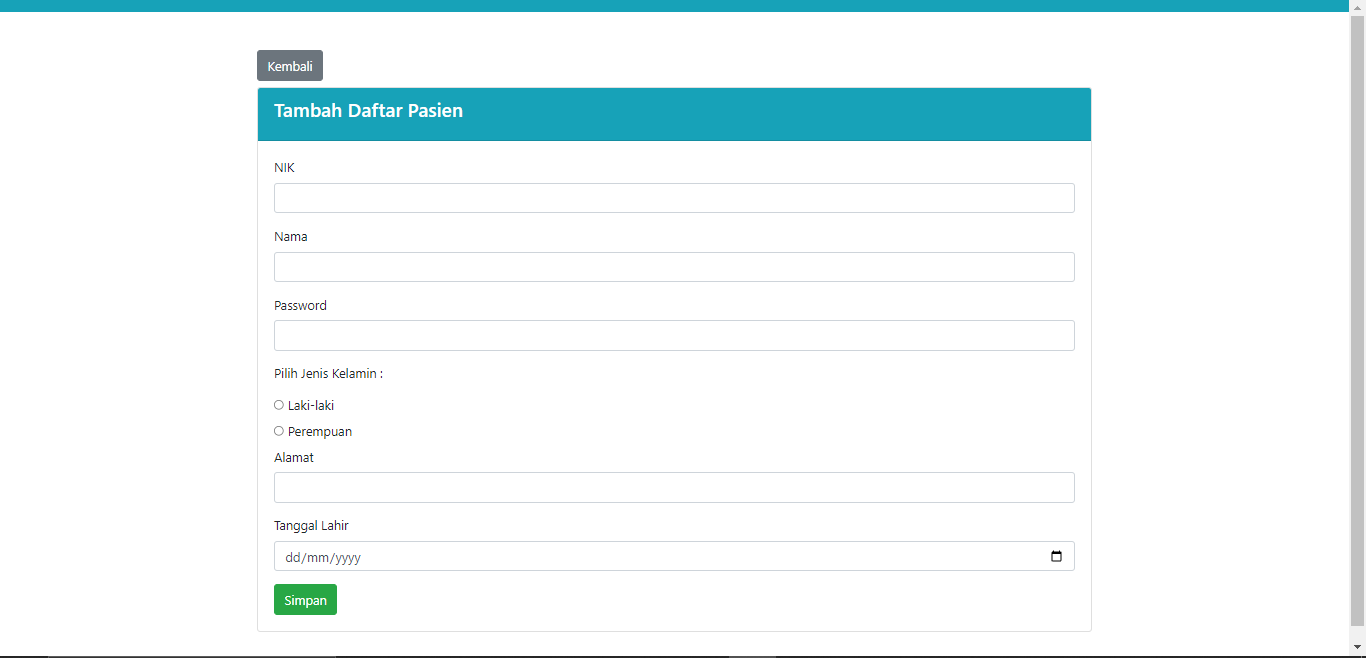 Kembali
Tambah Daftar Pasien
NIK
Nama
Password
Pilih Jenis Kelamin :
Laki-laki
Perempuan
Alamat
Tanggal Lahir
dd/mm/yyyy
Simpan